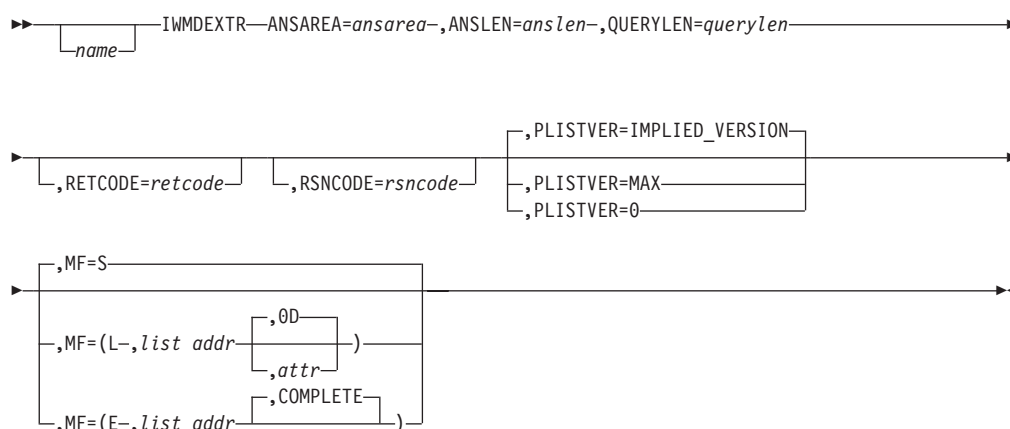 IWMDEXTR ANSAREA=ansarea ,ANSLEN=anslen ,QUERYLEN=querylen
name
,PLISTVER=IMPLIED_VERSION
,RETCODE=retcode ,RSNCODE=rsncode ,PLISTVER=MAX
,PLISTVER=0
,MF=S
,0D
,MF=(L ,list addr )
,attr
,COMPLETE
,MF=(E ,list addr )